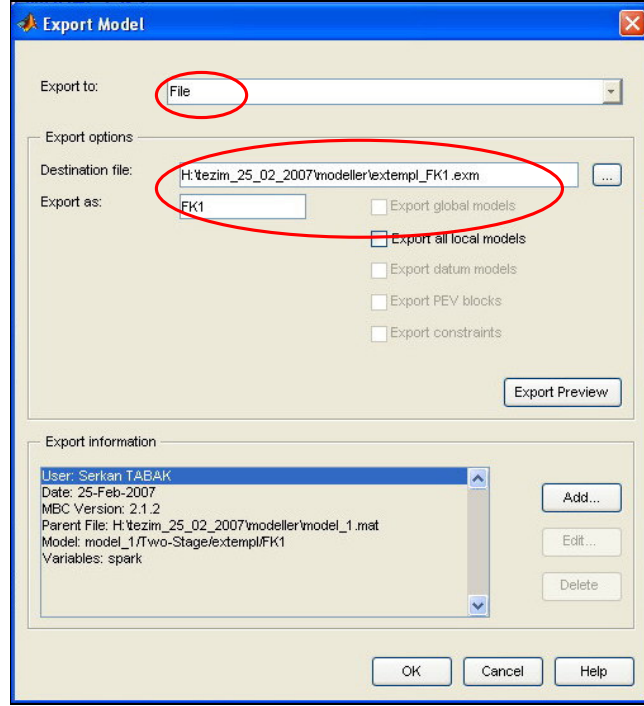 Export Model
Export to:
File
Export options
Destination file:
H:\tezim_25_02_2007\modeller\extempl_FK1.exm
...
Export as:
FK1
Export global models
Export all local models
Export datum models
Export PEV blocks
Export constraints
Export Preview
Export information
User: Serkan TABAK
Date: 25-Feb-2007
MBC Version: 2.1.2
Parent File: H:\tezim_25_02_2007\modeller\model_1.mat
Model: model_1/Two-Stage/extempl/FK1
Variables: spark
Add...
Edit...
Delete
OK
Cancel
Help